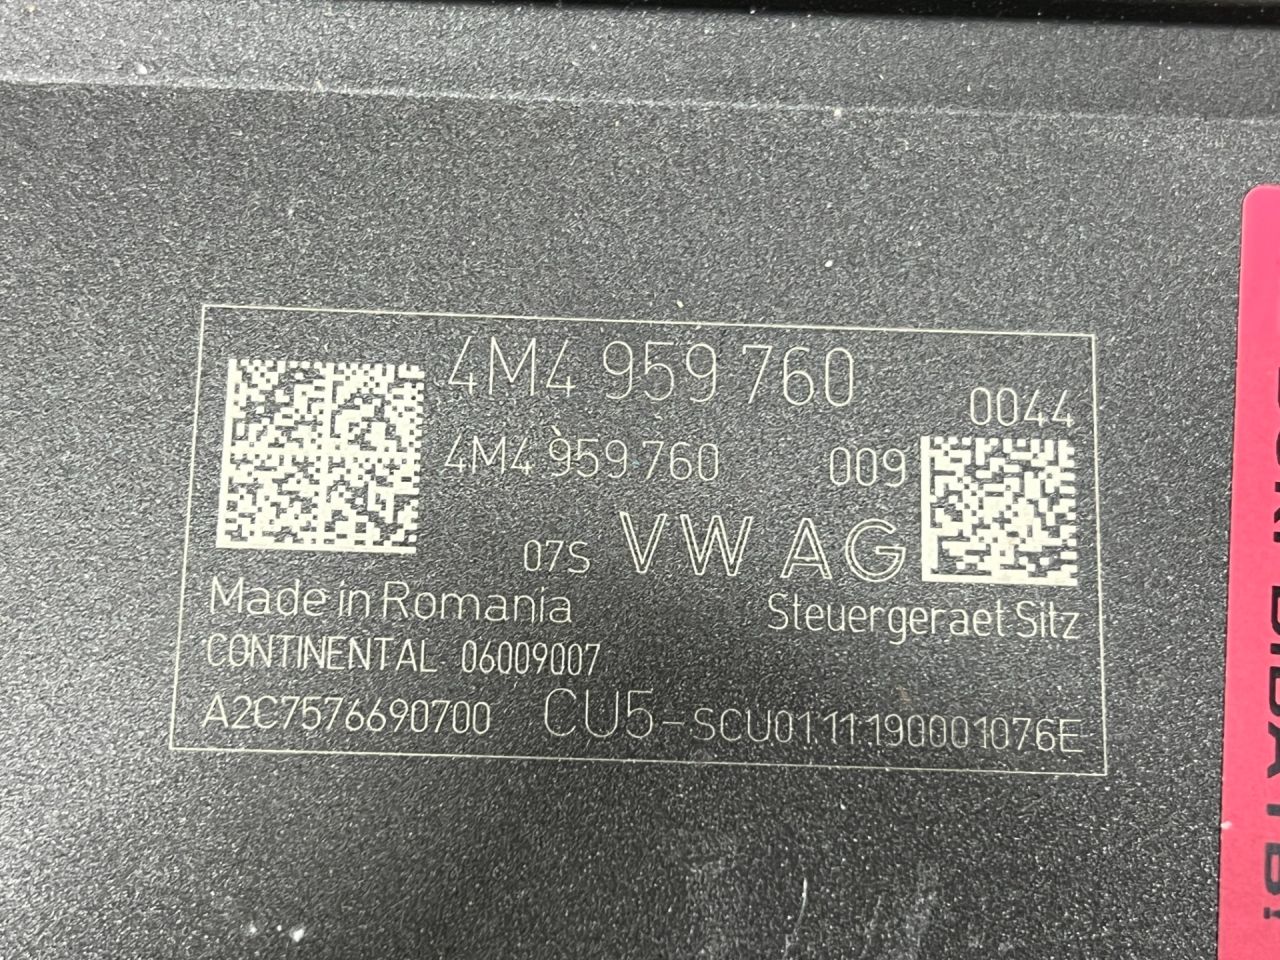 4M4 959 760
0044
4M4 959 760 009
07S VW AG
Made in Romania Steuergeraet Sitz
CONTINENTAL 06009007
A2C7576690700 CU5-SCU01.11.190001076E